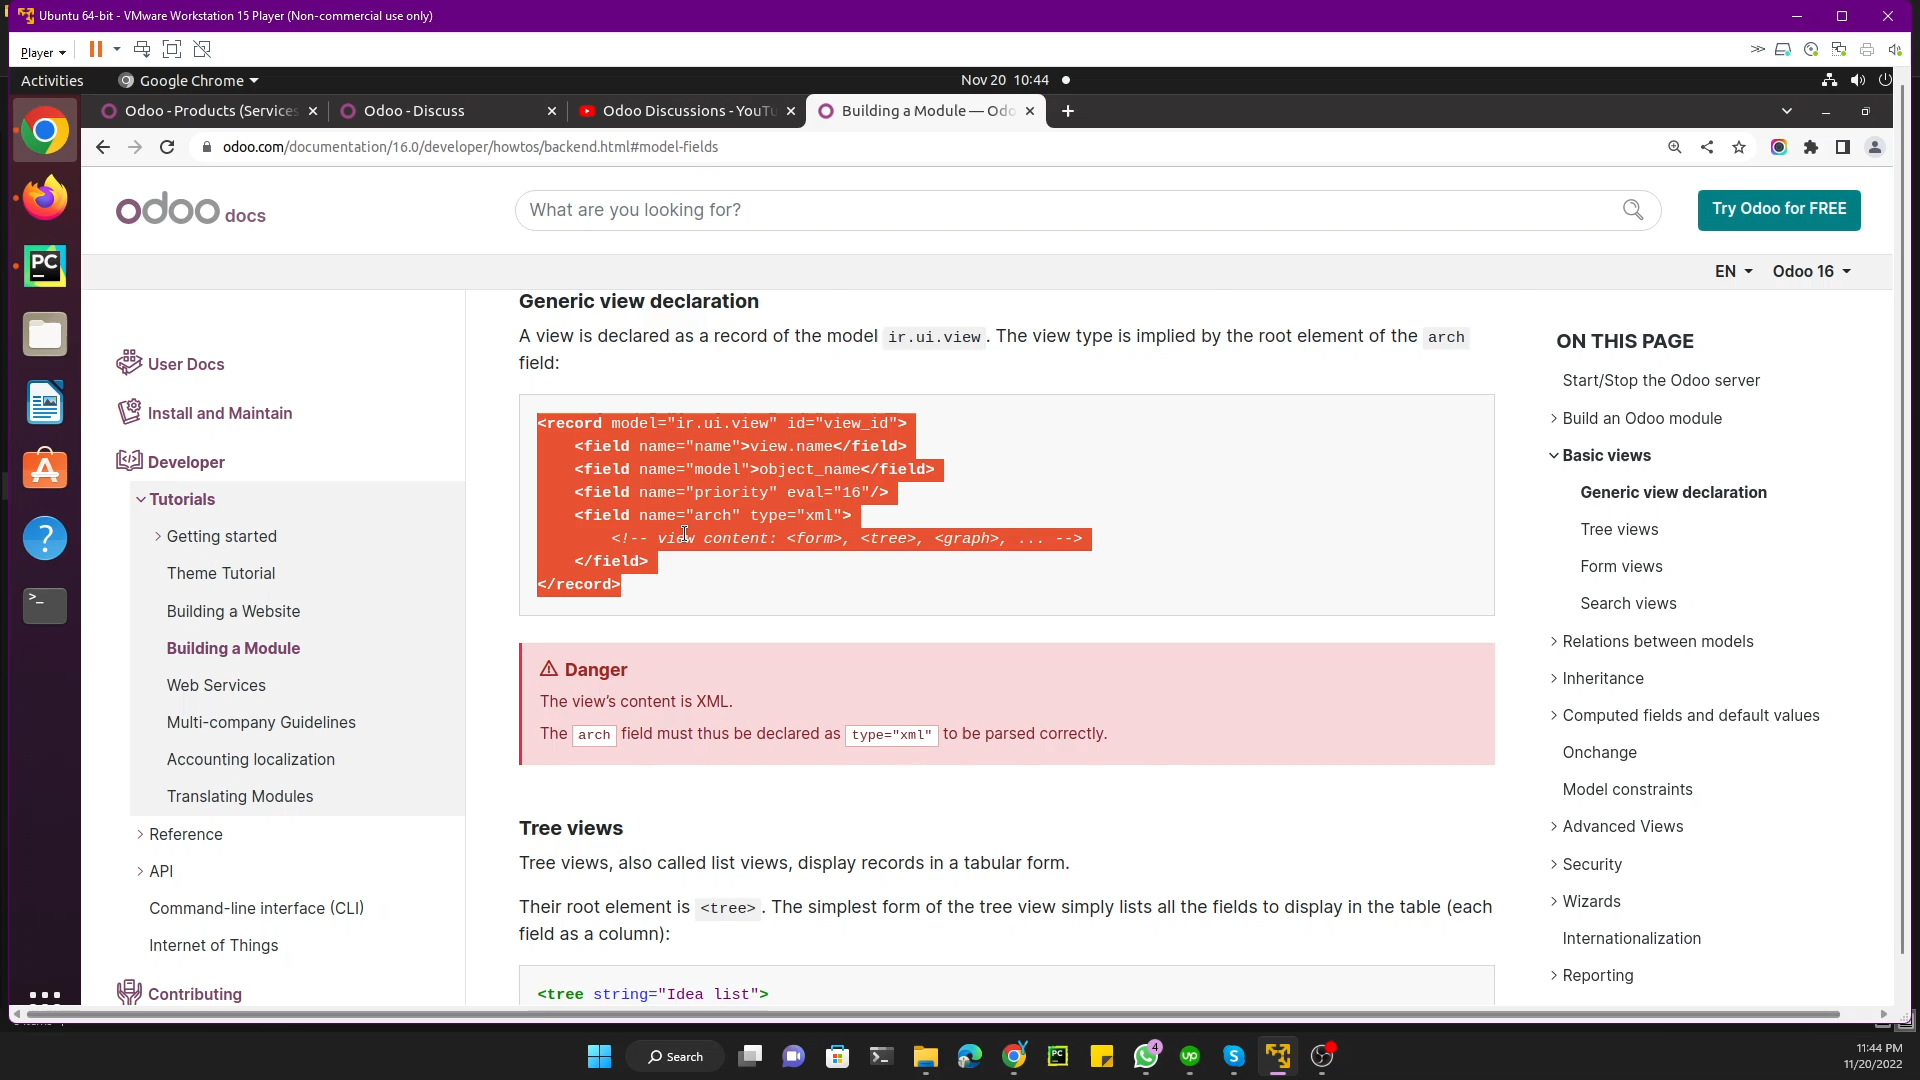 Ubuntu 64-bit - VMware Workstation 15 Player (Non-commercial use only)
Player
Activities
Google Chrome
Nov 20 10:44
Odoo - Products (Services
Odoo - Discuss
Odoo Discussions - YouTu
Building a Module — Odo
odoo.com/documentation/16.0/developer/howtos/backend.html#model-fields
odoo docs
What are you looking for?
Try Odoo for FREE
EN
Odoo 16
User Docs
Install and Maintain
Developer
Tutorials
Getting started
Theme Tutorial
Building a Website
Building a Module
Web Services
Multi-company Guidelines
Accounting localization
Translating Modules
Reference
API
Command-line interface (CLI)
Internet of Things
Contributing
Generic view declaration
A view is declared as a record of the model ir.ui.view. The view type is implied by the root element of the arch
field:
<record model="ir.ui.view" id="view_id">
<field name="name">view.name</field>
<field name="model">object_name</field>
<field name="priority" eval="16"/>
<field name="arch" type="xml">
<!-- view content: <form>, <tree>, <graph>, ... -->
</field>
</record>
Danger
The view's content is XML.
The arch field must thus be declared as type="xml" to be parsed correctly.
Tree views
Tree views, also called list views, display records in a tabular form.
Their root element is <tree>. The simplest form of the tree view simply lists all the fields to display in the table (each
field as a column):
<tree string="Idea list">
ON THIS PAGE
Start/Stop the Odoo server
Build an Odoo module
Basic views
Generic view declaration
Tree views
Form views
Search views
Relations between models
Inheritance
Computed fields and default values
Onchange
Model constraints
Advanced Views
Security
Wizards
Internationalization
Reporting
PC
>_
Search
PC
4
up
11:44 PM
11/20/2022